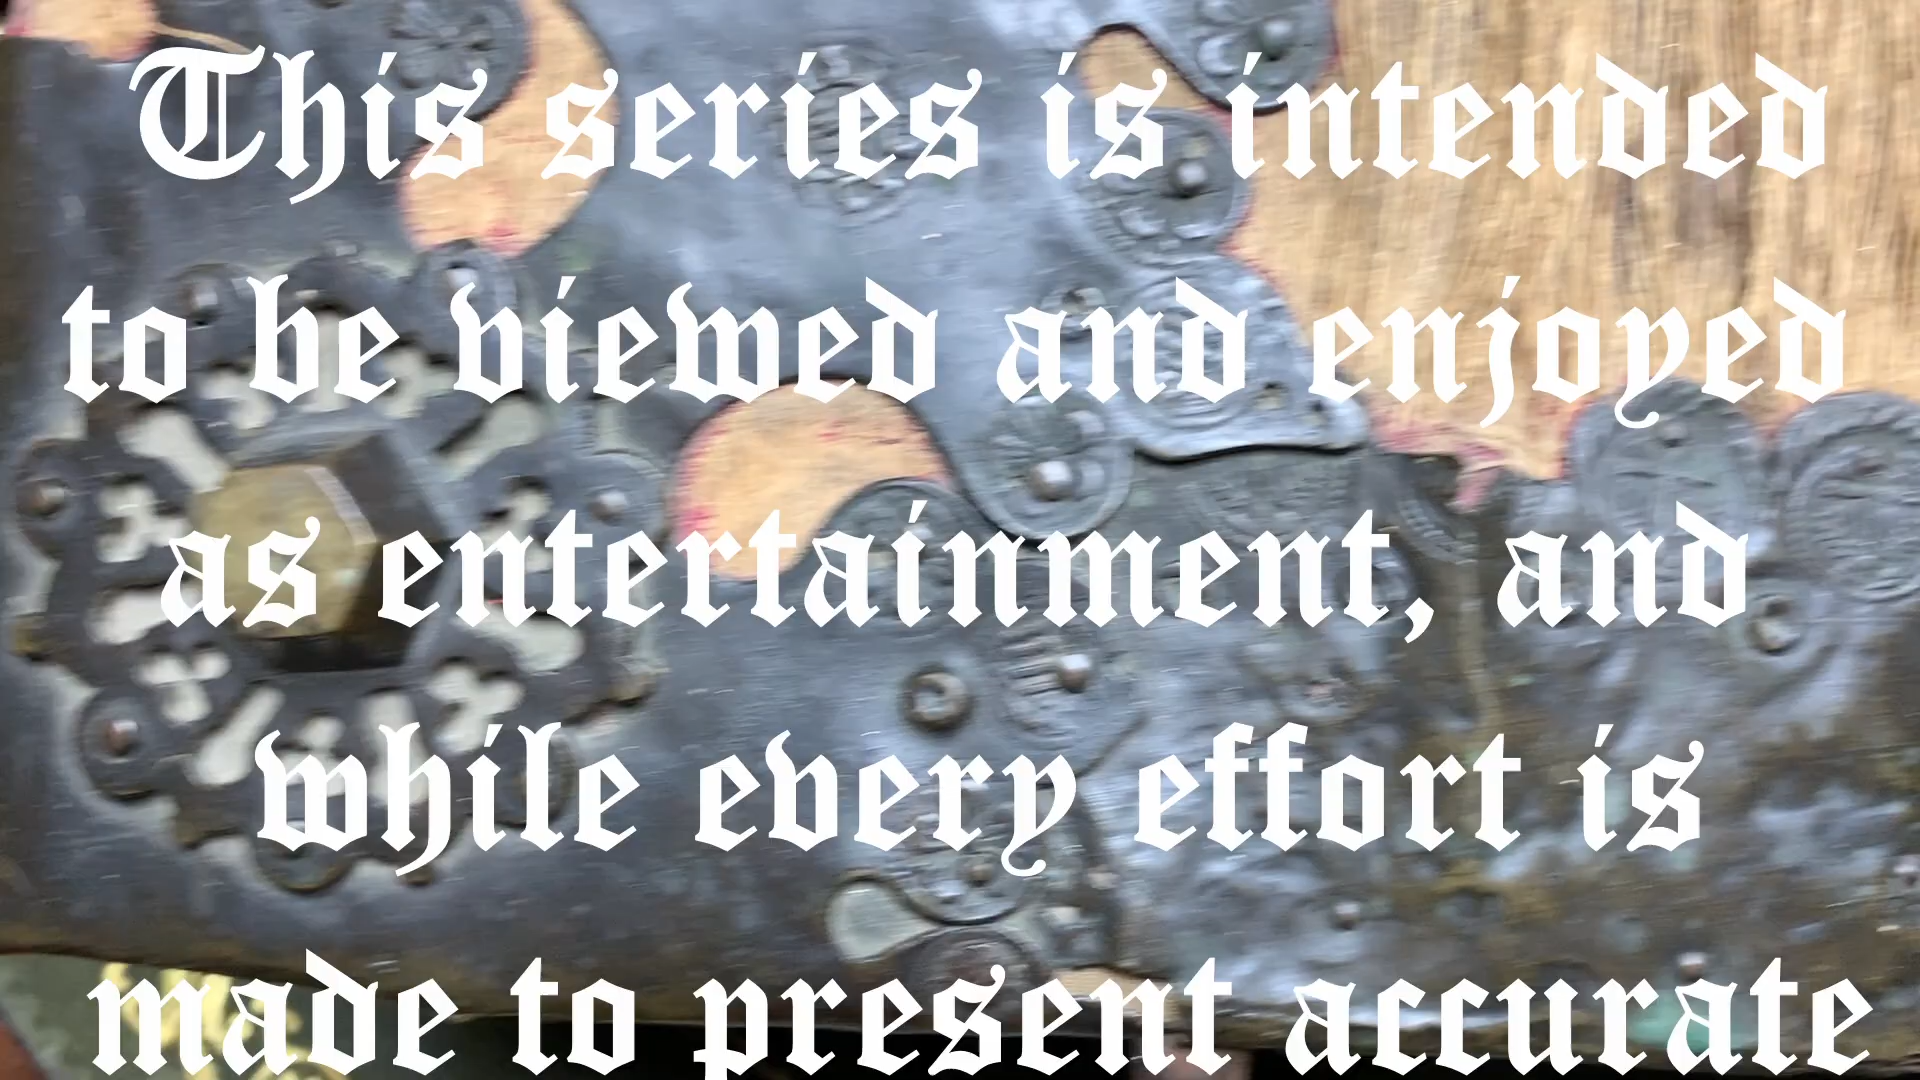 This series is intended
to be viewed and enjoyed
as entertainment, and
while every effort is
made to present accurate